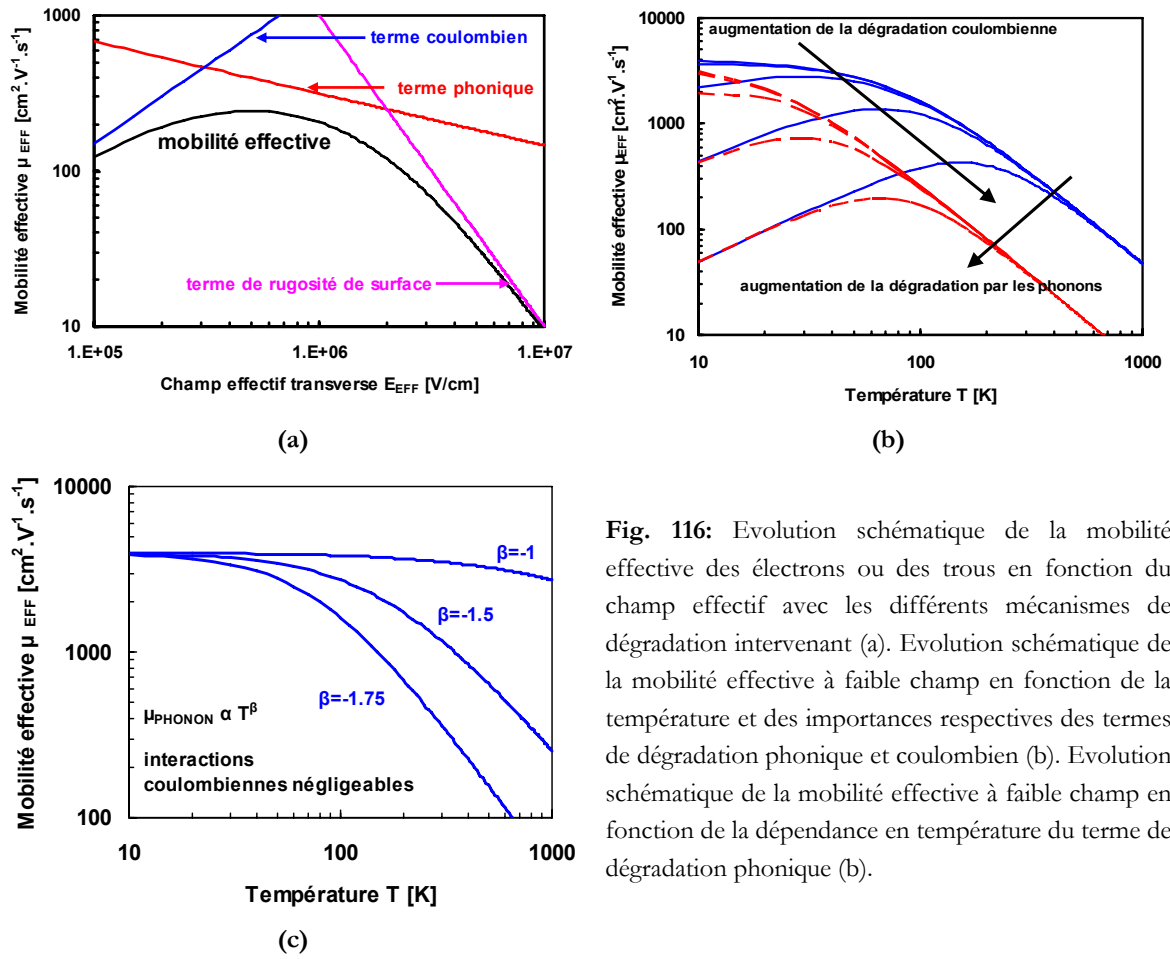 1000
100
10
1.E+05
1.E+06
1.E+07
Mobilité effective µ EFF [cm².V⁻¹.s⁻¹]
terme coulombien
terme phonique
mobilité effective
terme de rugosité de surface
Champ effectif transverse EEFF [V/cm]
(a)
10000
1000
100
10
10
100
1000
Mobilité effective µEFF [cm².V¹.s⁻¹]
augmentation de la dégradation coulombienne
augmentation de la dégradation par les phonons
Température T [K]
(b)
10000
1000
100
10
100
1000
Mobilité effective µ EFF [cm².V⁻¹.s⁻¹]
β=-1
β=-1.5
β=-1.75
µPHONON α Tᵝ
interactions
coulombiennes négligeables
Température T [K]
(c)
Fig. 116: Evolution schématique de la mobilité
effective des électrons ou des trous en fonction du
champ effectif avec les différents mécanismes de
dégradation intervenant (a). Evolution schématique de
la mobilité effective à faible champ en fonction de la
température et des importances respectives des termes
de dégradation phonique et coulombien (b). Evolution
schématique de la mobilité effective à faible champ en
fonction de la dépendance en température du terme de
dégradation phonique (b).